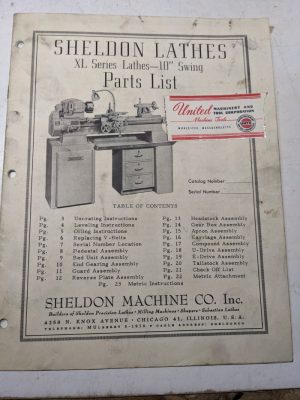 SHELDON LATHES
XL Series Lathes—10" Swing
Parts List
United MACHINERY AND
TOOL CORPORATION
Machine Tools
WORCESTER, MASSACHUSETTS
Catalog Number
Serial Number
TABLE OF CONTENTS
Pg. 3 Uncrating Instructions
Pg. 4 Leveling Instructions
Pg. 5 Oiling Instructions
Pg. 6 Replacing V-Belts
Pg. 7 Serial Number Location
Pg. 8 Pedestal Assembly
Pg. 9 Bed Unit Assembly
Pg. 10 End Gearing Assembly
Pg. 11 Guard Assembly
Pg. 12 Reverse Plate Assembly
Pg. 13 Headstock Assembly
Pg. 14 Gear Box Assembly
Pg. 15 Apron Assembly
Pg. 16 Carriage Assembly
Pg. 17 Compound Assembly
Pg. 18 U-Drive Assembly
Pg. 19 E-Drive Assembly
Pg. 20 Tailstock Assembly
Pg. 21 Check Off List
Pg. 22 Metric Attachment
Pg. 23 Metric Instructions
SHELDON MACHINE CO. Inc.
Builders of Sheldon Precision Lathes • Milling Machines • Shapers • Sebastian Lathes
4258 N. KNOX AVENUE • CHICAGO 41, ILLINOIS, U.S.A.